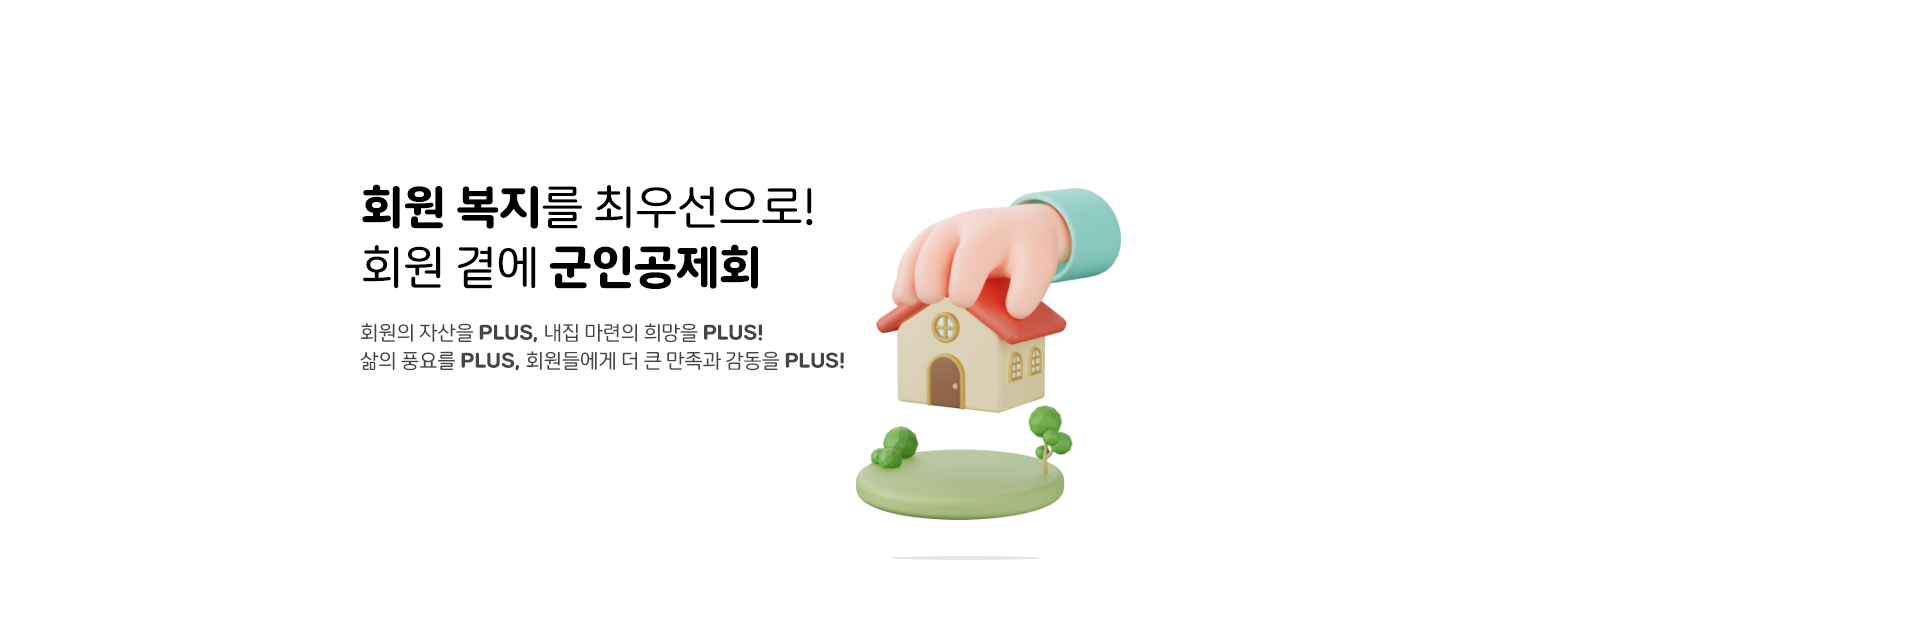 회원 복지를 최우선으로!
회원 곁에 군인공제회
회원의 자산을 PLUS, 내집 마련의 희망을 PLUS!
삶의 풍요를 PLUS, 회원들에게 더 큰 만족과 감동을 PLUS!